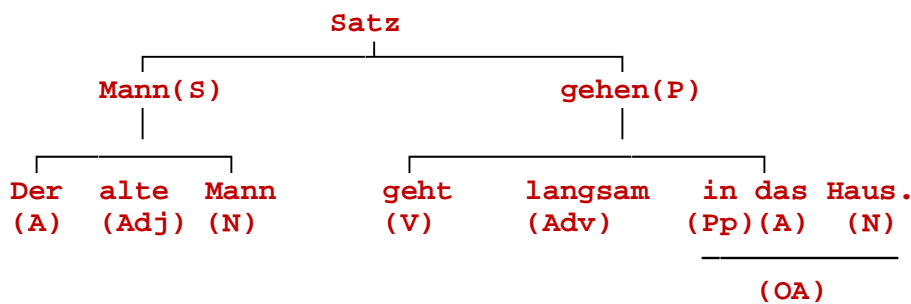 Satz
Mann(S) gehen(P)
Der alte Mann geht langsam in das Haus.
(A) (Adj) (N) (V) (Adv) (Pp)(A) (N)
(OA)